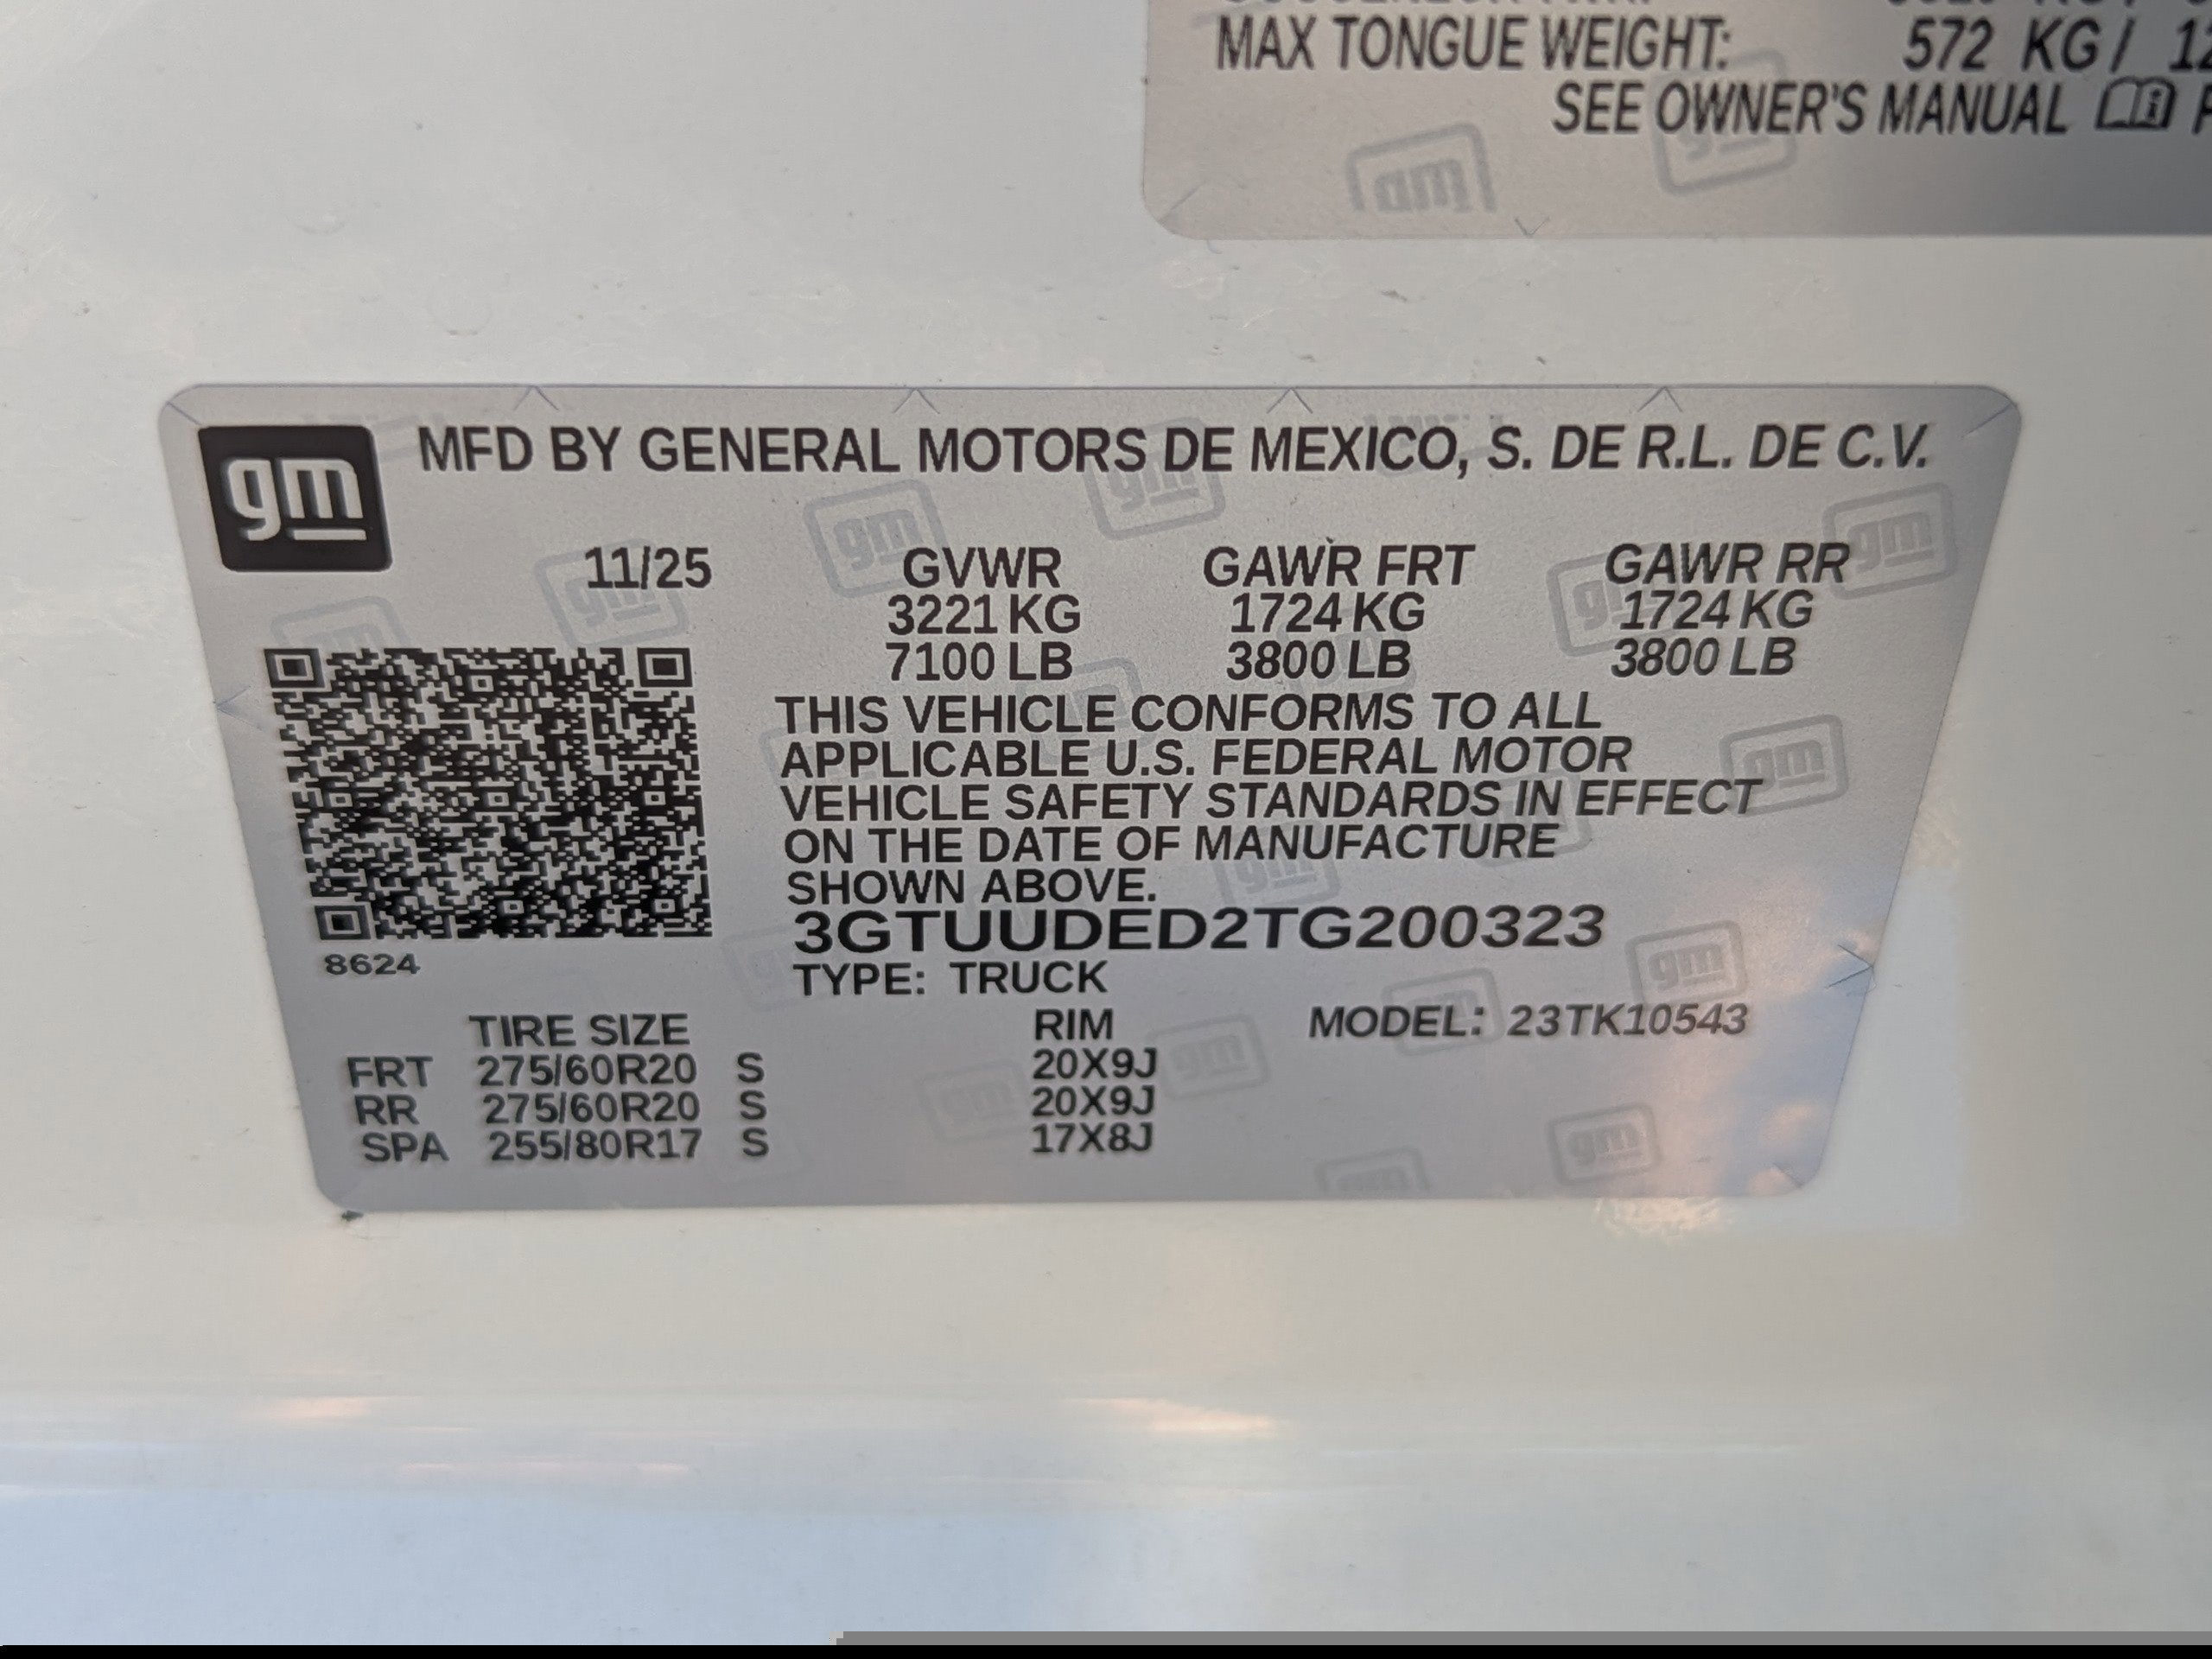 MAX TONGUE WEIGHT: 572 KG /
SEE OWNER'S MANUAL
gm
MFD BY GENERAL MOTORS DE MEXICO, S. DE R.L. DE C.V.
11/25 GVWR GAWR FRT GAWR RR
3221 KG 1724 KG 1724 KG
7100 LB 3800 LB 3800 LB
THIS VEHICLE CONFORMS TO ALL
APPLICABLE U.S. FEDERAL MOTOR
VEHICLE SAFETY STANDARDS IN EFFECT
ON THE DATE OF MANUFACTURE
SHOWN ABOVE.
3GTUUDED2TG200323
8624
TYPE: TRUCK
TIRE SIZE RIM MODEL: 23TK10543
FRT 275/60R20 S 20X9J
RR 275/60R20 S 20X9J
SPA 255/80R17 S 17X8J